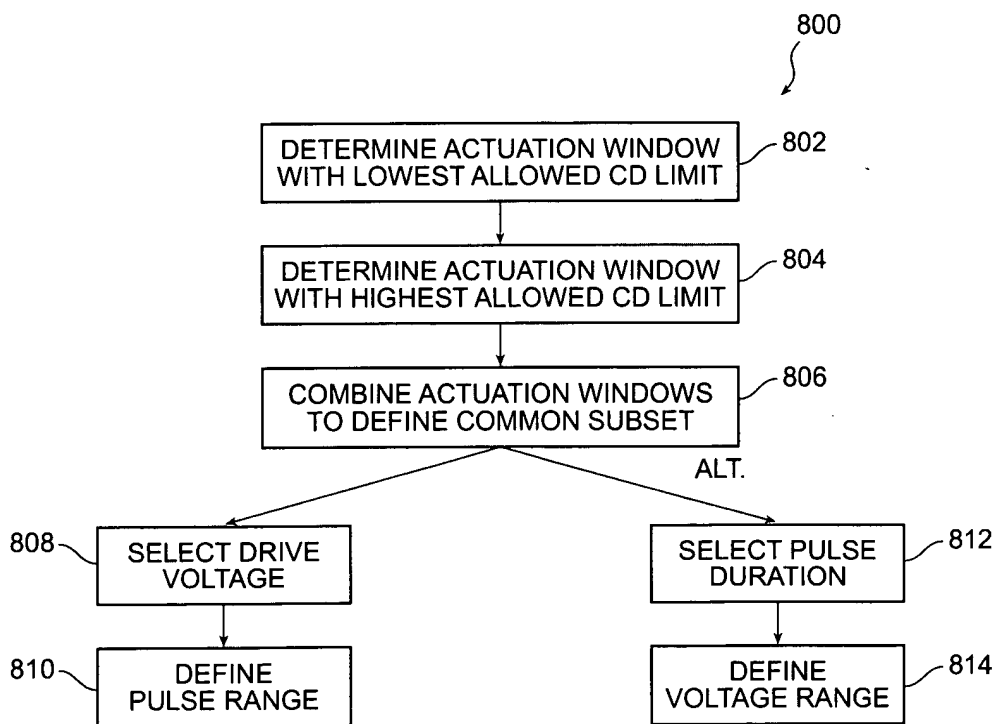 800
DETERMINE ACTUATION WINDOW
WITH LOWEST ALLOWED CD LIMIT
802
DETERMINE ACTUATION WINDOW
WITH HIGHEST ALLOWED CD LIMIT
804
COMBINE ACTUATION WINDOWS
TO DEFINE COMMON SUBSET
806
ALT.
808
SELECT DRIVE
VOLTAGE
SELECT PULSE
DURATION
812
810
DEFINE
PULSE RANGE
DEFINE
VOLTAGE RANGE
814